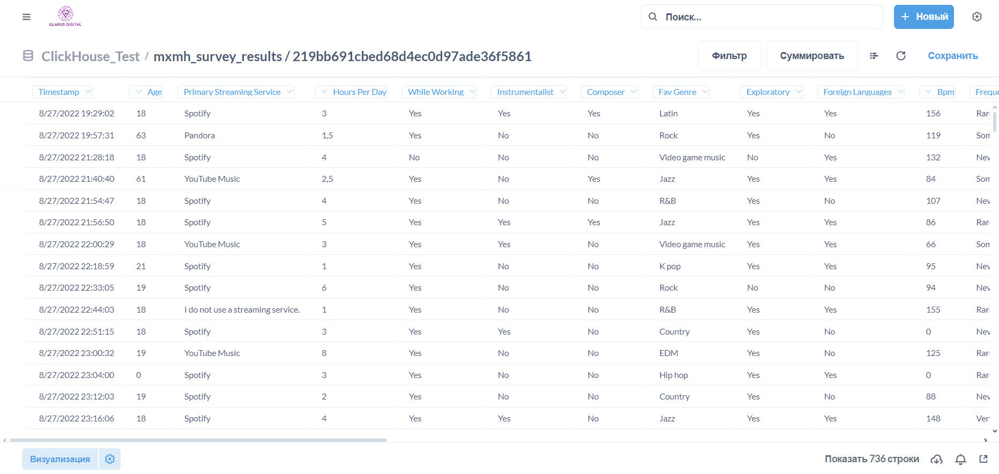 GLARUS DIGITAL
Поиск...
Новый
ClickHouse_Test / mxmh_survey_results / 219bb691cbed68d4ec0d97ade36f5861
Фильтр Суммировать Сохранить
Timestamp Age Primary Streaming Service Hours Per Day While Working Instrumentalist Composer Fav Genre Exploratory Foreign Languages Bpm Freque
8/27/2022 19:29:02 18 Spotify 3 Yes Yes Yes Latin Yes Yes 156 Rar
8/27/2022 19:57:31 63 Pandora 1,5 Yes No No Rock Yes No 119 Som
8/27/2022 21:28:18 18 Spotify 4 No No No Video game music No Yes 132 Nev
8/27/2022 21:40:40 61 YouTube Music 2,5 Yes No Yes Jazz Yes Yes 84 Som
8/27/2022 21:54:47 18 Spotify 4 Yes No No R&B Yes No 107 Nev
8/27/2022 21:56:50 18 Spotify 5 Yes Yes Yes Jazz Yes Yes 86 Rar
8/27/2022 22:00:29 18 YouTube Music 3 Yes Yes No Video game music Yes Yes 66 Som
8/27/2022 22:18:59 21 Spotify 1 Yes No No K pop Yes Yes 95 Nev
8/27/2022 22:33:05 19 Spotify 6 Yes No No Rock No No 94 Nev
8/27/2022 22:44:03 18 I do not use a streaming service. 1 Yes No No R&B Yes Yes 155 Rar
8/27/2022 22:51:15 18 Spotify 3 Yes Yes No Country Yes No 0 Nev
8/27/2022 23:00:32 19 YouTube Music 8 Yes No No EDM Yes No 125 Rar
8/27/2022 23:04:00 0 Spotify 3 Yes No No Hip hop Yes Yes 0 Rar
8/27/2022 23:12:03 19 Spotify 2 Yes No No Country Yes No 88 Nev
8/27/2022 23:16:06 18 Spotify 4 Yes Yes No Jazz Yes Yes 148 Ver
Визуализация Показать 736 строки